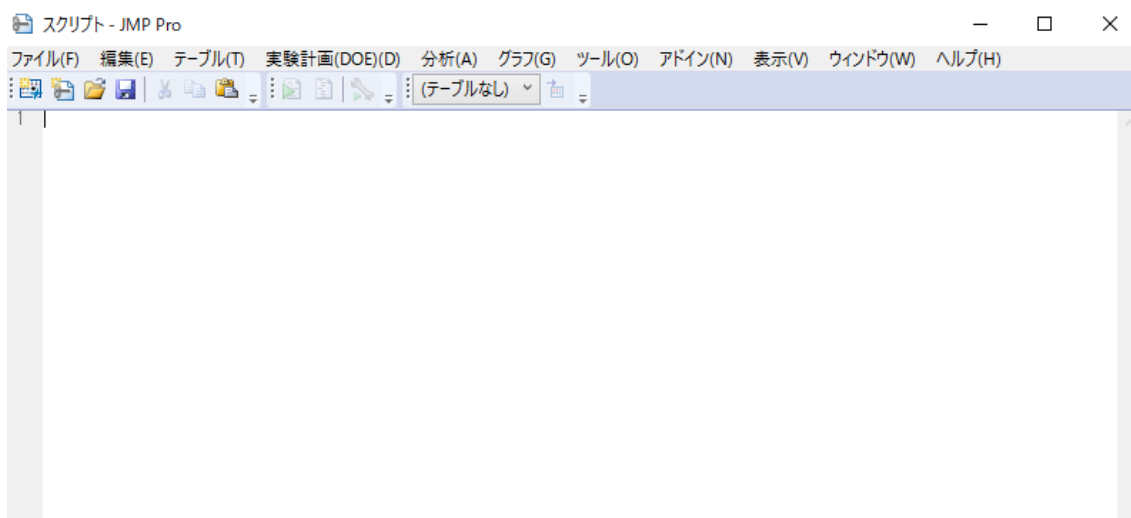 スクリプト - JMP Pro
ファイル(F) 編集(E) テーブル(T) 実験計画(DOE)(D) 分析(A) グラフ(G) ツール(O) アドイン(N) 表示(V) ウィンドウ(W) ヘルプ(H)
(テーブルなし)
1